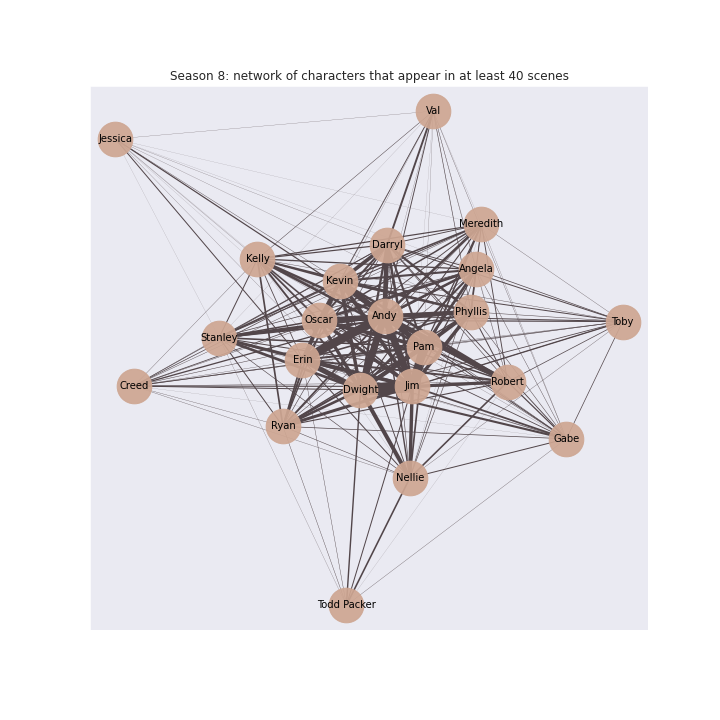 Season 8: network of characters that appear in at least 40 scenes
Val
Jessica
Meredith
Darryl
Kelly
Angela
Kevin
Phyllis
Andy
Oscar
Toby
Stanley
Pam
Erin
Robert
Creed
Jim
Dwight
Ryan
Gabe
Nellie
Todd Packer